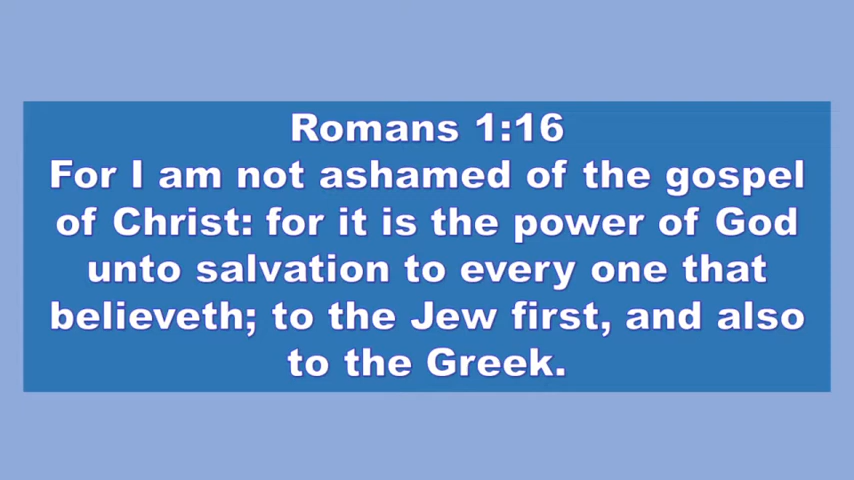 Romans 1:16
For I am not ashamed of the gospel
of Christ: for it is the power of God
unto salvation to every one that
believeth; to the Jew first, and also
to the Greek.